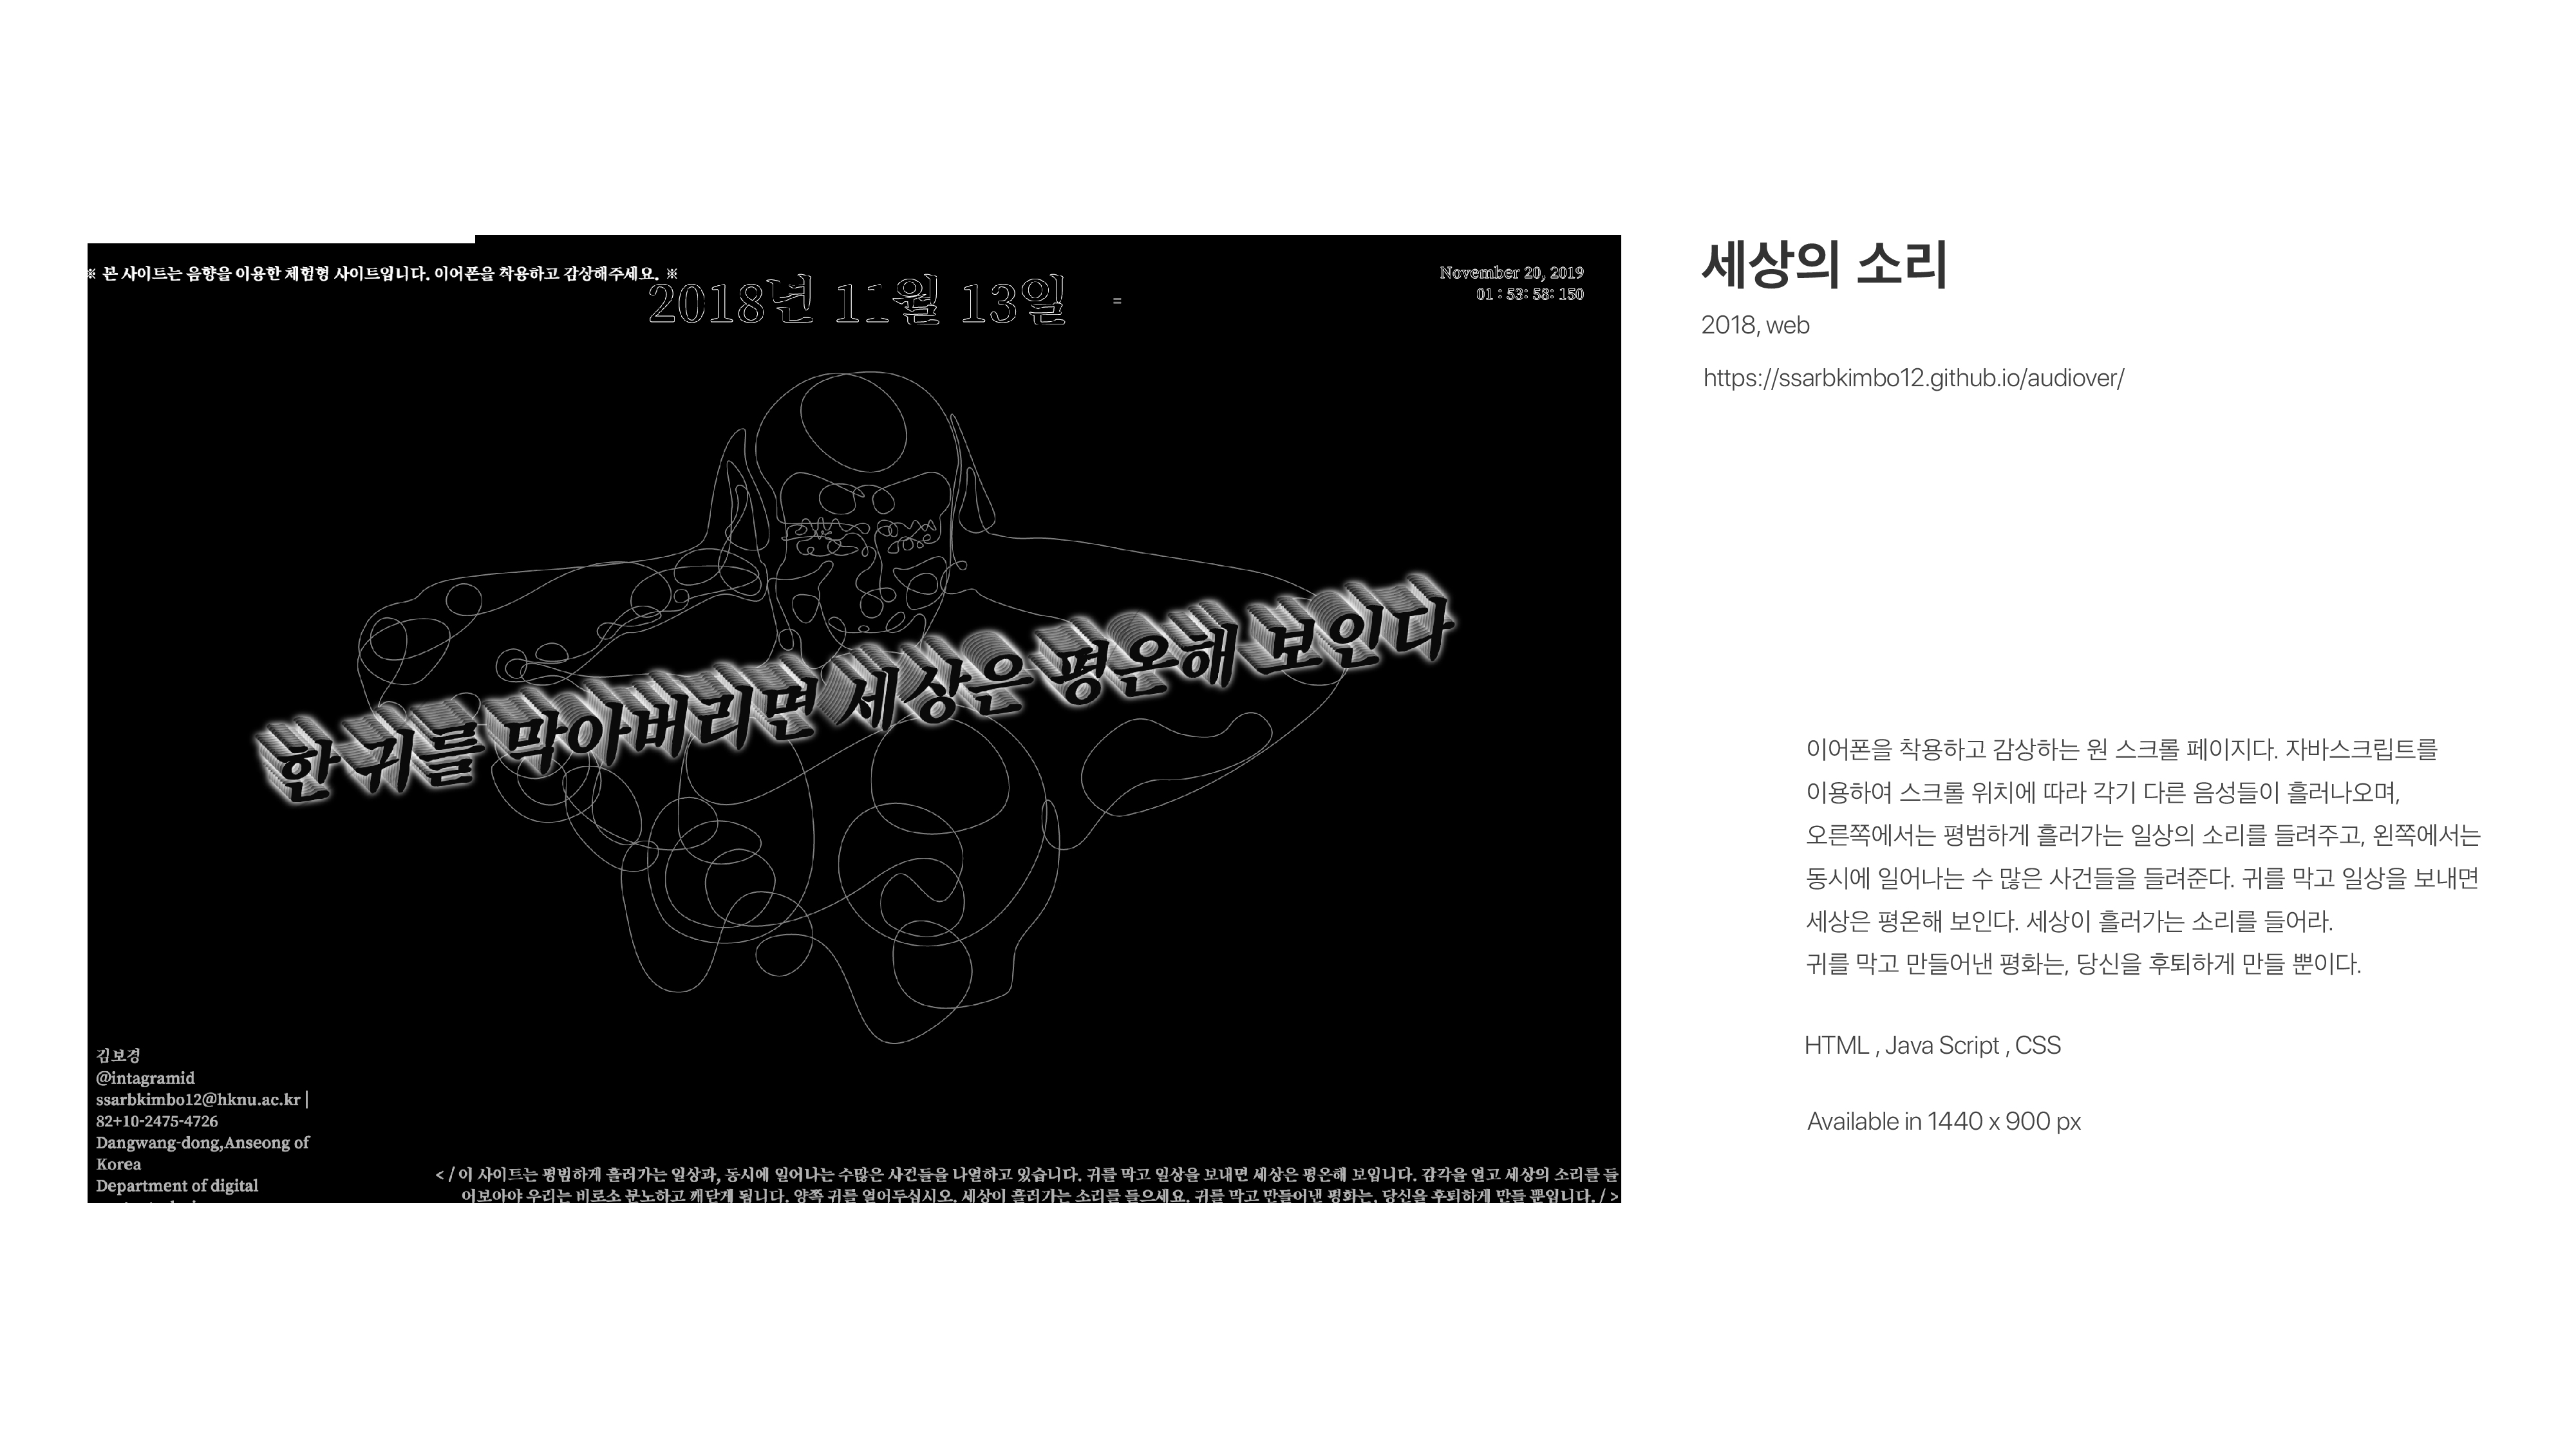 ※ 본 사이트는 음향을 이용한 체험형 사이트입니다. 이어폰을 착용하고 감상해주세요. ※
2018년 11월 13일 =
November 20, 2019
01 : 53: 58: 150
한 귀를 막아버리면 세상은 평온해 보인다
김보경
@intagramid
ssarbkimbo12@hknu.ac.kr |
82+10-2475-4726
Dangwang-dong,Anseong of
Korea
Department of digital
< / 이 사이트는 평범하게 흘러가는 일상과, 동시에 일어나는 수많은 사건들을 나열하고 있습니다. 귀를 막고 일상을 보내면 세상은 평온해 보입니다. 감각을 열고 세상의 소리를 들
어보아야 우리는 비로소 분노하고 깨닫게 됩니다. 양쪽 귀를 열어두십시오. 세상이 흘러가는 소리를 들으세요. 귀를 막고 만들어낸 평화는, 당신을 후퇴하게 만들 뿐입니다. / >
세상의 소리
2018, web
https://ssarbkimbo12.github.io/audiover/
이어폰을 착용하고 감상하는 원 스크롤 페이지다. 자바스크립트를
이용하여 스크롤 위치에 따라 각기 다른 음성들이 흘러나오며,
오른쪽에서는 평범하게 흘러가는 일상의 소리를 들려주고, 왼쪽에서는
동시에 일어나는 수 많은 사건들을 들려준다. 귀를 막고 일상을 보내면
세상은 평온해 보인다. 세상이 흘러가는 소리를 들어라.
귀를 막고 만들어낸 평화는, 당신을 후퇴하게 만들 뿐이다.
HTML , Java Script , CSS
Available in 1440 x 900 px